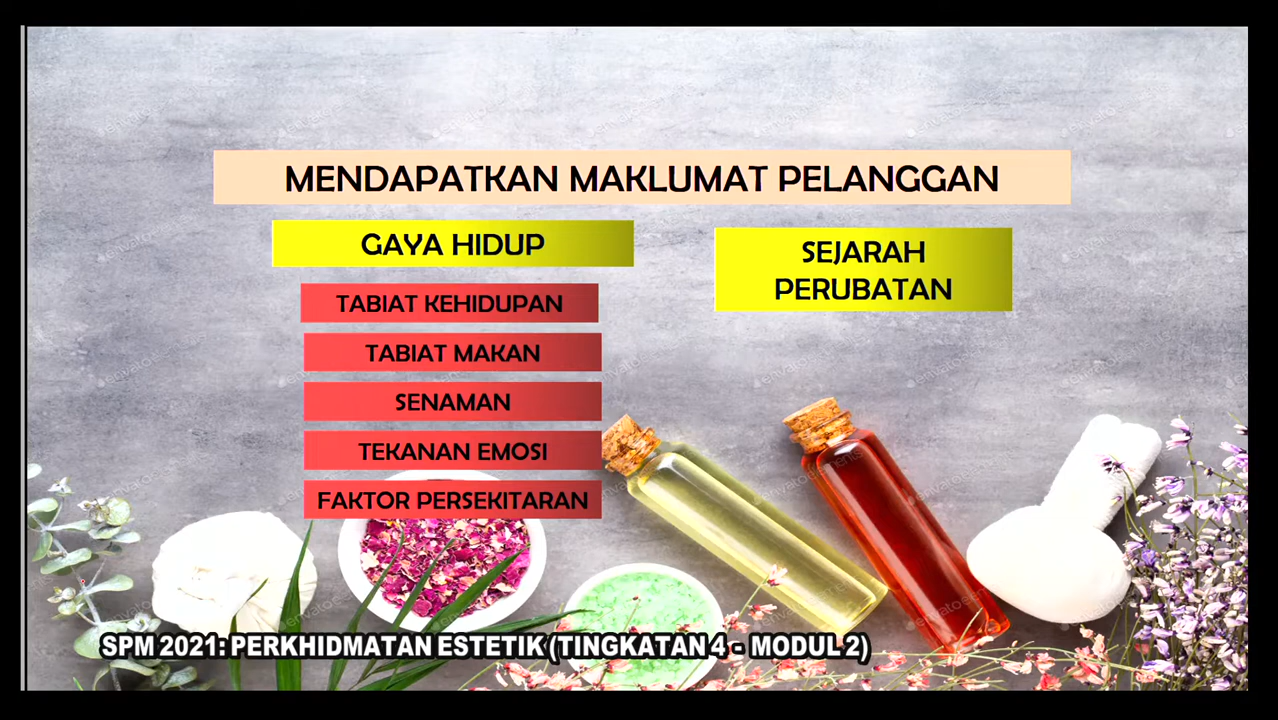 MENDAPATKAN MAKLUMAT PELANGGAN
GAYA HIDUP
TABIAT KEHIDUPAN
TABIAT MAKAN
SENAMAN
TEKANAN EMOSI
FAKTOR PERSEKITARAN
SEJARAH
PERUBATAN
SPM 2021: PERKHIDMATAN ESTETIK (TINGKATAN 4 - MODUL 2)